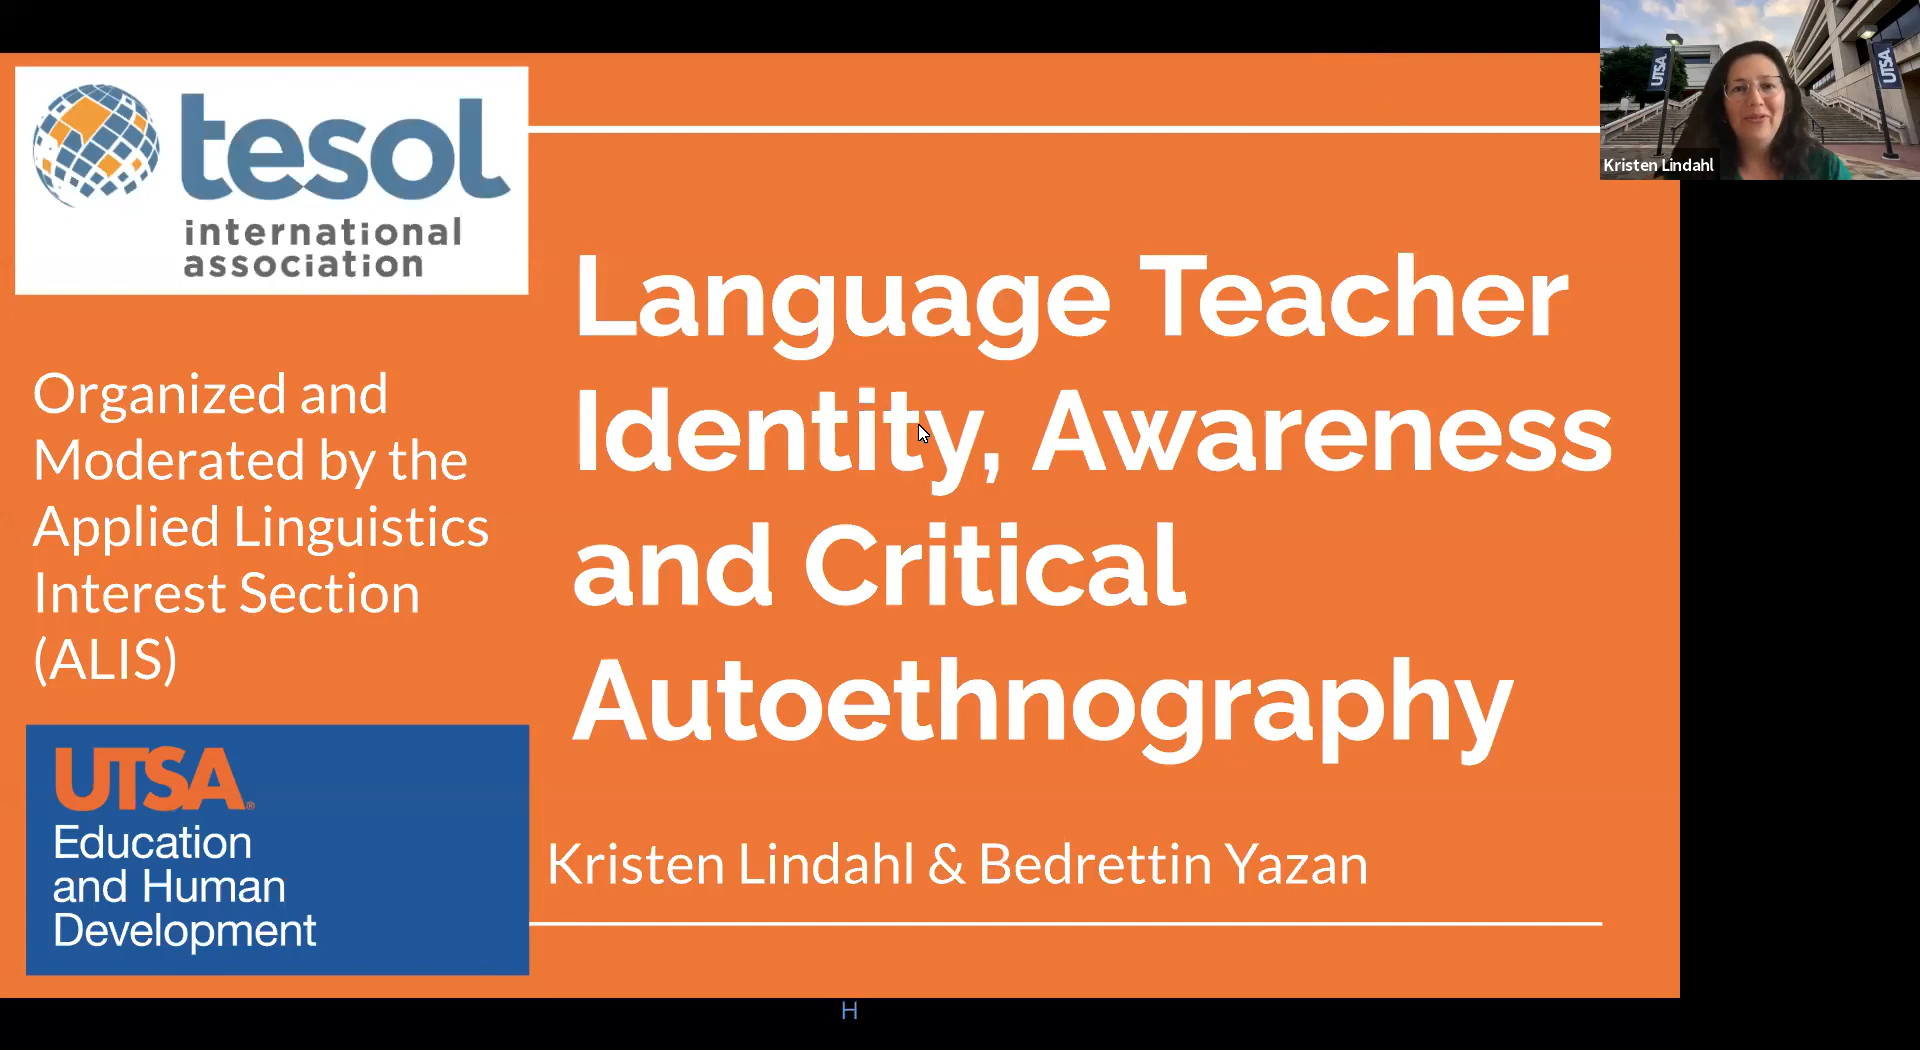 tesol
international
association
Organized and
Moderated by the
Applied Linguistics
Interest Section
(ALIS)
UTSA®
Education
and Human
Development
Language Teacher
Identity, Awareness
and Critical
Autoethnography
Kristen Lindahl & Bedrettin Yazan
UTSA
UTSA
Kristen Lindahl
H